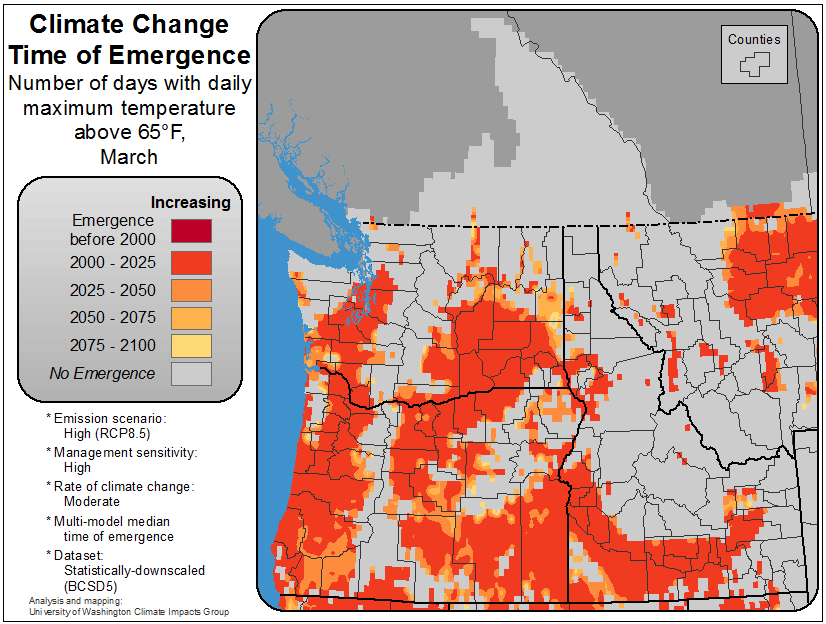 Climate Change
Time of Emergence
Number of days with daily
maximum temperature
above 65°F,
March
Increasing
Emergence
before 2000
2000 - 2025
2025 - 2050
2050 - 2075
2075 - 2100
No Emergence
* Emission scenario:
High (RCP8.5)
* Management sensitivity:
High
* Rate of climate change:
Moderate
* Multi-model median
time of emergence
* Dataset:
Statistically-downscaled
(BCSD5)
Analysis and mapping:
University of Washington Climate Impacts Group
Counties